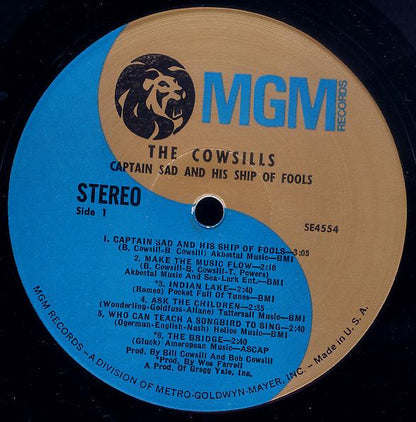 MGM
RECORDS
THE COWSILLS
CAPTAIN SAD AND HIS SHIP OF FOOLS
STEREO
Side 1
SE4554
1. CAPTAIN SAD AND HIS SHIP OF FOOLS—3:05
(B. Cowsill-B. Cowsill) Akbestal Music—BMI
2. MAKE THE MUSIC FLOW—2:18
(B. Cowsill-B. Cowsill-T. Powers)
Akbestal Music And Sea-Lark Ent.—BMI
*3. INDIAN LAKE—2:40
(Romeo) Pocket Full Of Tunes—BMI
4. ASK THE CHILDREN—2:35
(Wonderling-Goldfluss-Allane) Tattersall Music—BMI
5. WHO CAN TEACH A SONGBIRD TO SING—2:40
(Ogerman-English-Nash) Helios Music—BMI
*6. THE BRIDGE—2:40
(Gluck) Amaropean Music—ASCAP
Prod. By Bill Cowsill And Bob Cowsill
*Prod. By Wes Farrell
A Prod. Of Gregg Yale, Inc.
MGM RECORDS – A DIVISION OF METRO-GOLDWYN-MAYER, INC. – Made in U. S. A.